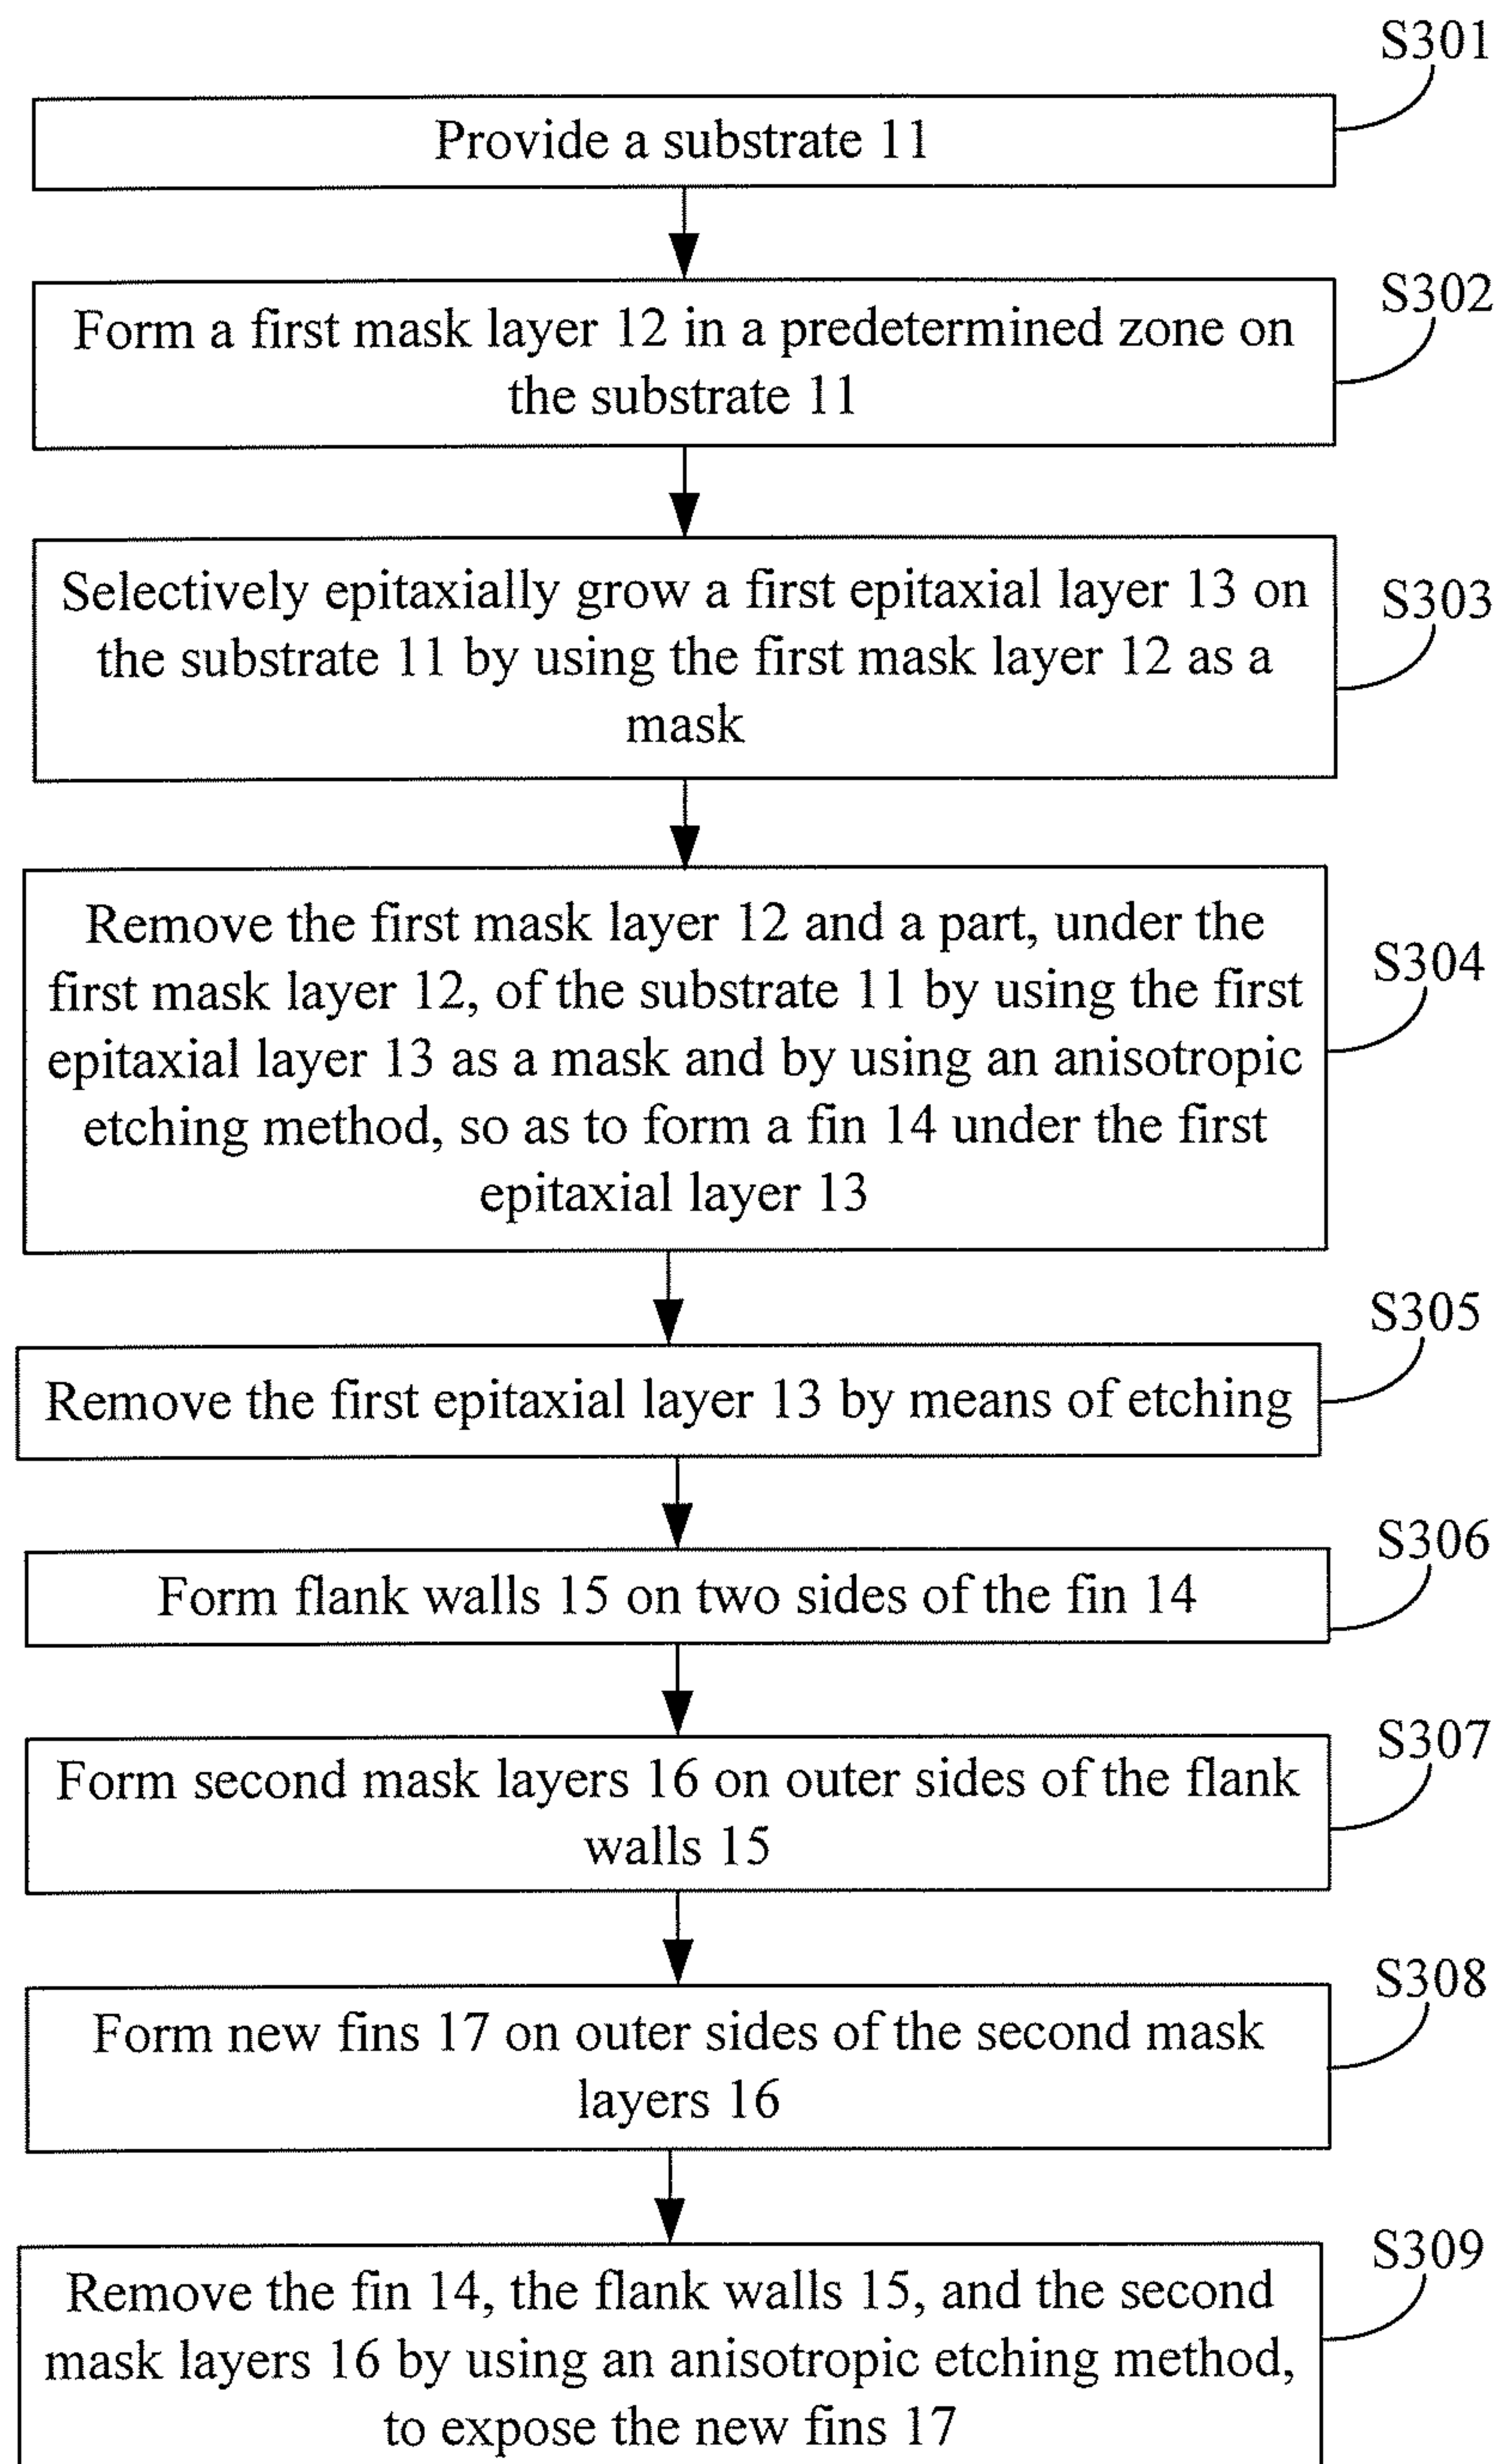 S301
Provide a substrate 11
S302
Form a first mask layer 12 in a predetermined zone on
the substrate 11
S303
Selectively epitaxially grow a first epitaxial layer 13 on
the substrate 11 by using the first mask layer 12 as a
mask
S304
Remove the first mask layer 12 and a part, under the
first mask layer 12, of the substrate 11 by using the first
epitaxial layer 13 as a mask and by using an anisotropic
etching method, so as to form a fin 14 under the first
epitaxial layer 13
S305
Remove the first epitaxial layer 13 by means of etching
S306
Form flank walls 15 on two sides of the fin 14
S307
Form second mask layers 16 on outer sides of the flank
walls 15
S308
Form new fins 17 on outer sides of the second mask
layers 16
S309
Remove the fin 14, the flank walls 15, and the second
mask layers 16 by using an anisotropic etching method,
to expose the new fins 17